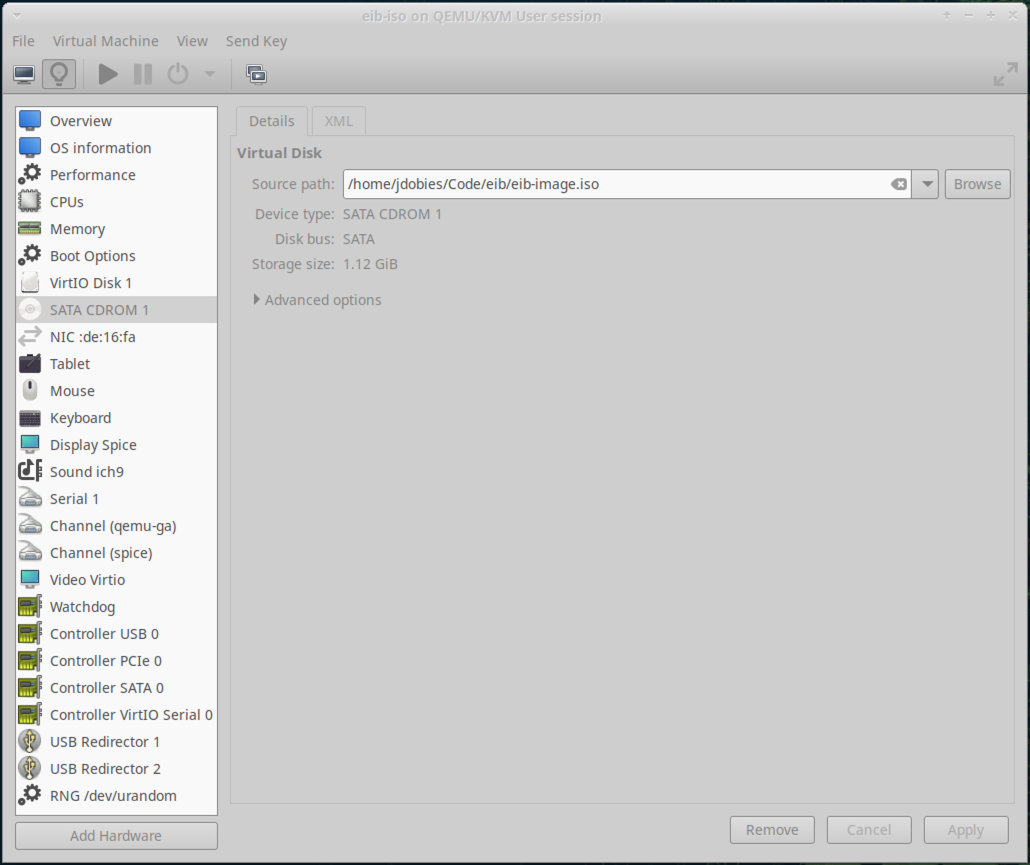 eib-iso on QEMU/KVM User session
File Virtual Machine View Send Key
Overview
OS information
Performance
CPUs
Memory
Boot Options
VirtIO Disk 1
SATA CDROM 1
NIC :de:16:fa
Tablet
Mouse
Keyboard
Display Spice
Sound ich9
Serial 1
Channel (qemu-ga)
Channel (spice)
Video Virtio
Watchdog
Controller USB 0
Controller PCIe 0
Controller SATA 0
Controller VirtIO Serial 0
USB Redirector 1
USB Redirector 2
RNG /dev/urandom
Add Hardware
Details XML
Virtual Disk
Source path: /home/jdobies/Code/eib/eib-image.iso Browse
Device type: SATA CDROM 1
Disk bus: SATA
Storage size: 1.12 GiB
Advanced options
Remove Cancel Apply